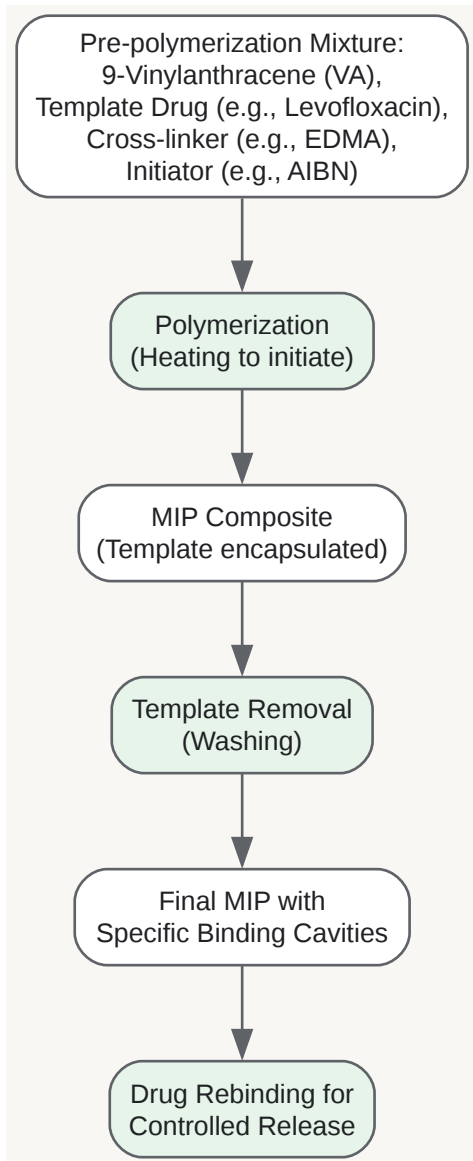 Pre-polymerization Mixture:
9-Vinylanthracene (VA),
Template Drug (e.g., Levofloxacin),
Cross-linker (e.g., EDMA),
Initiator (e.g., AIBN)
Polymerization
(Heating to initiate)
MIP Composite
(Template encapsulated)
Template Removal
(Washing)
Final MIP with
Specific Binding Cavities
Drug Rebinding for
Controlled Release